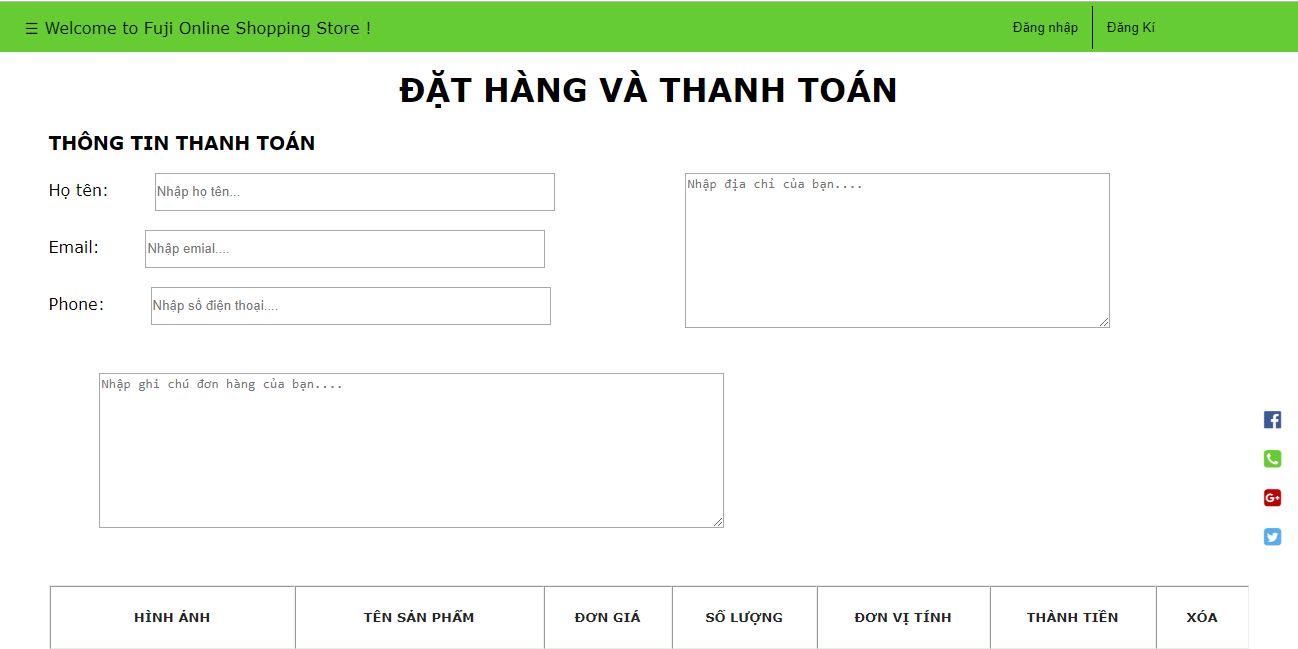 ☰ Welcome to Fuji Online Shopping Store !
Đăng nhập
Đăng Kí
ĐẶT HÀNG VÀ THANH TOÁN
THÔNG TIN THANH TOÁN
Họ tên:
Nhập họ tên...
Nhập địa chỉ của bạn....
Email:
Nhập emial....
Phone:
Nhập số điện thoại....
Nhập ghi chú đơn hàng của bạn....
HÌNH ẢNH
TÊN SẢN PHẨM
ĐƠN GIÁ
SỐ LƯỢNG
ĐƠN VỊ TÍNH
THÀNH TIỀN
XÓA